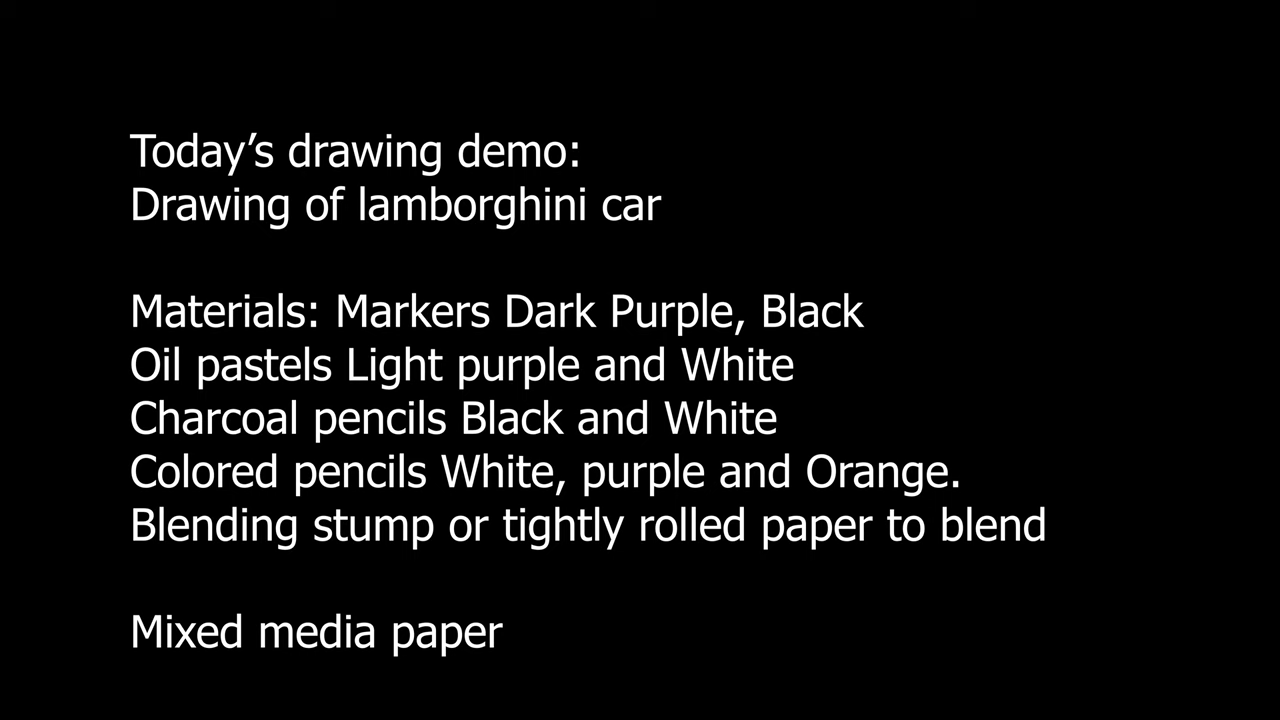 Today’s drawing demo:
Drawing of lamborghini car
Materials: Markers Dark Purple, Black
Oil pastels Light purple and White
Charcoal pencils Black and White
Colored pencils White, purple and Orange.
Blending stump or tightly rolled paper to blend
Mixed media paper